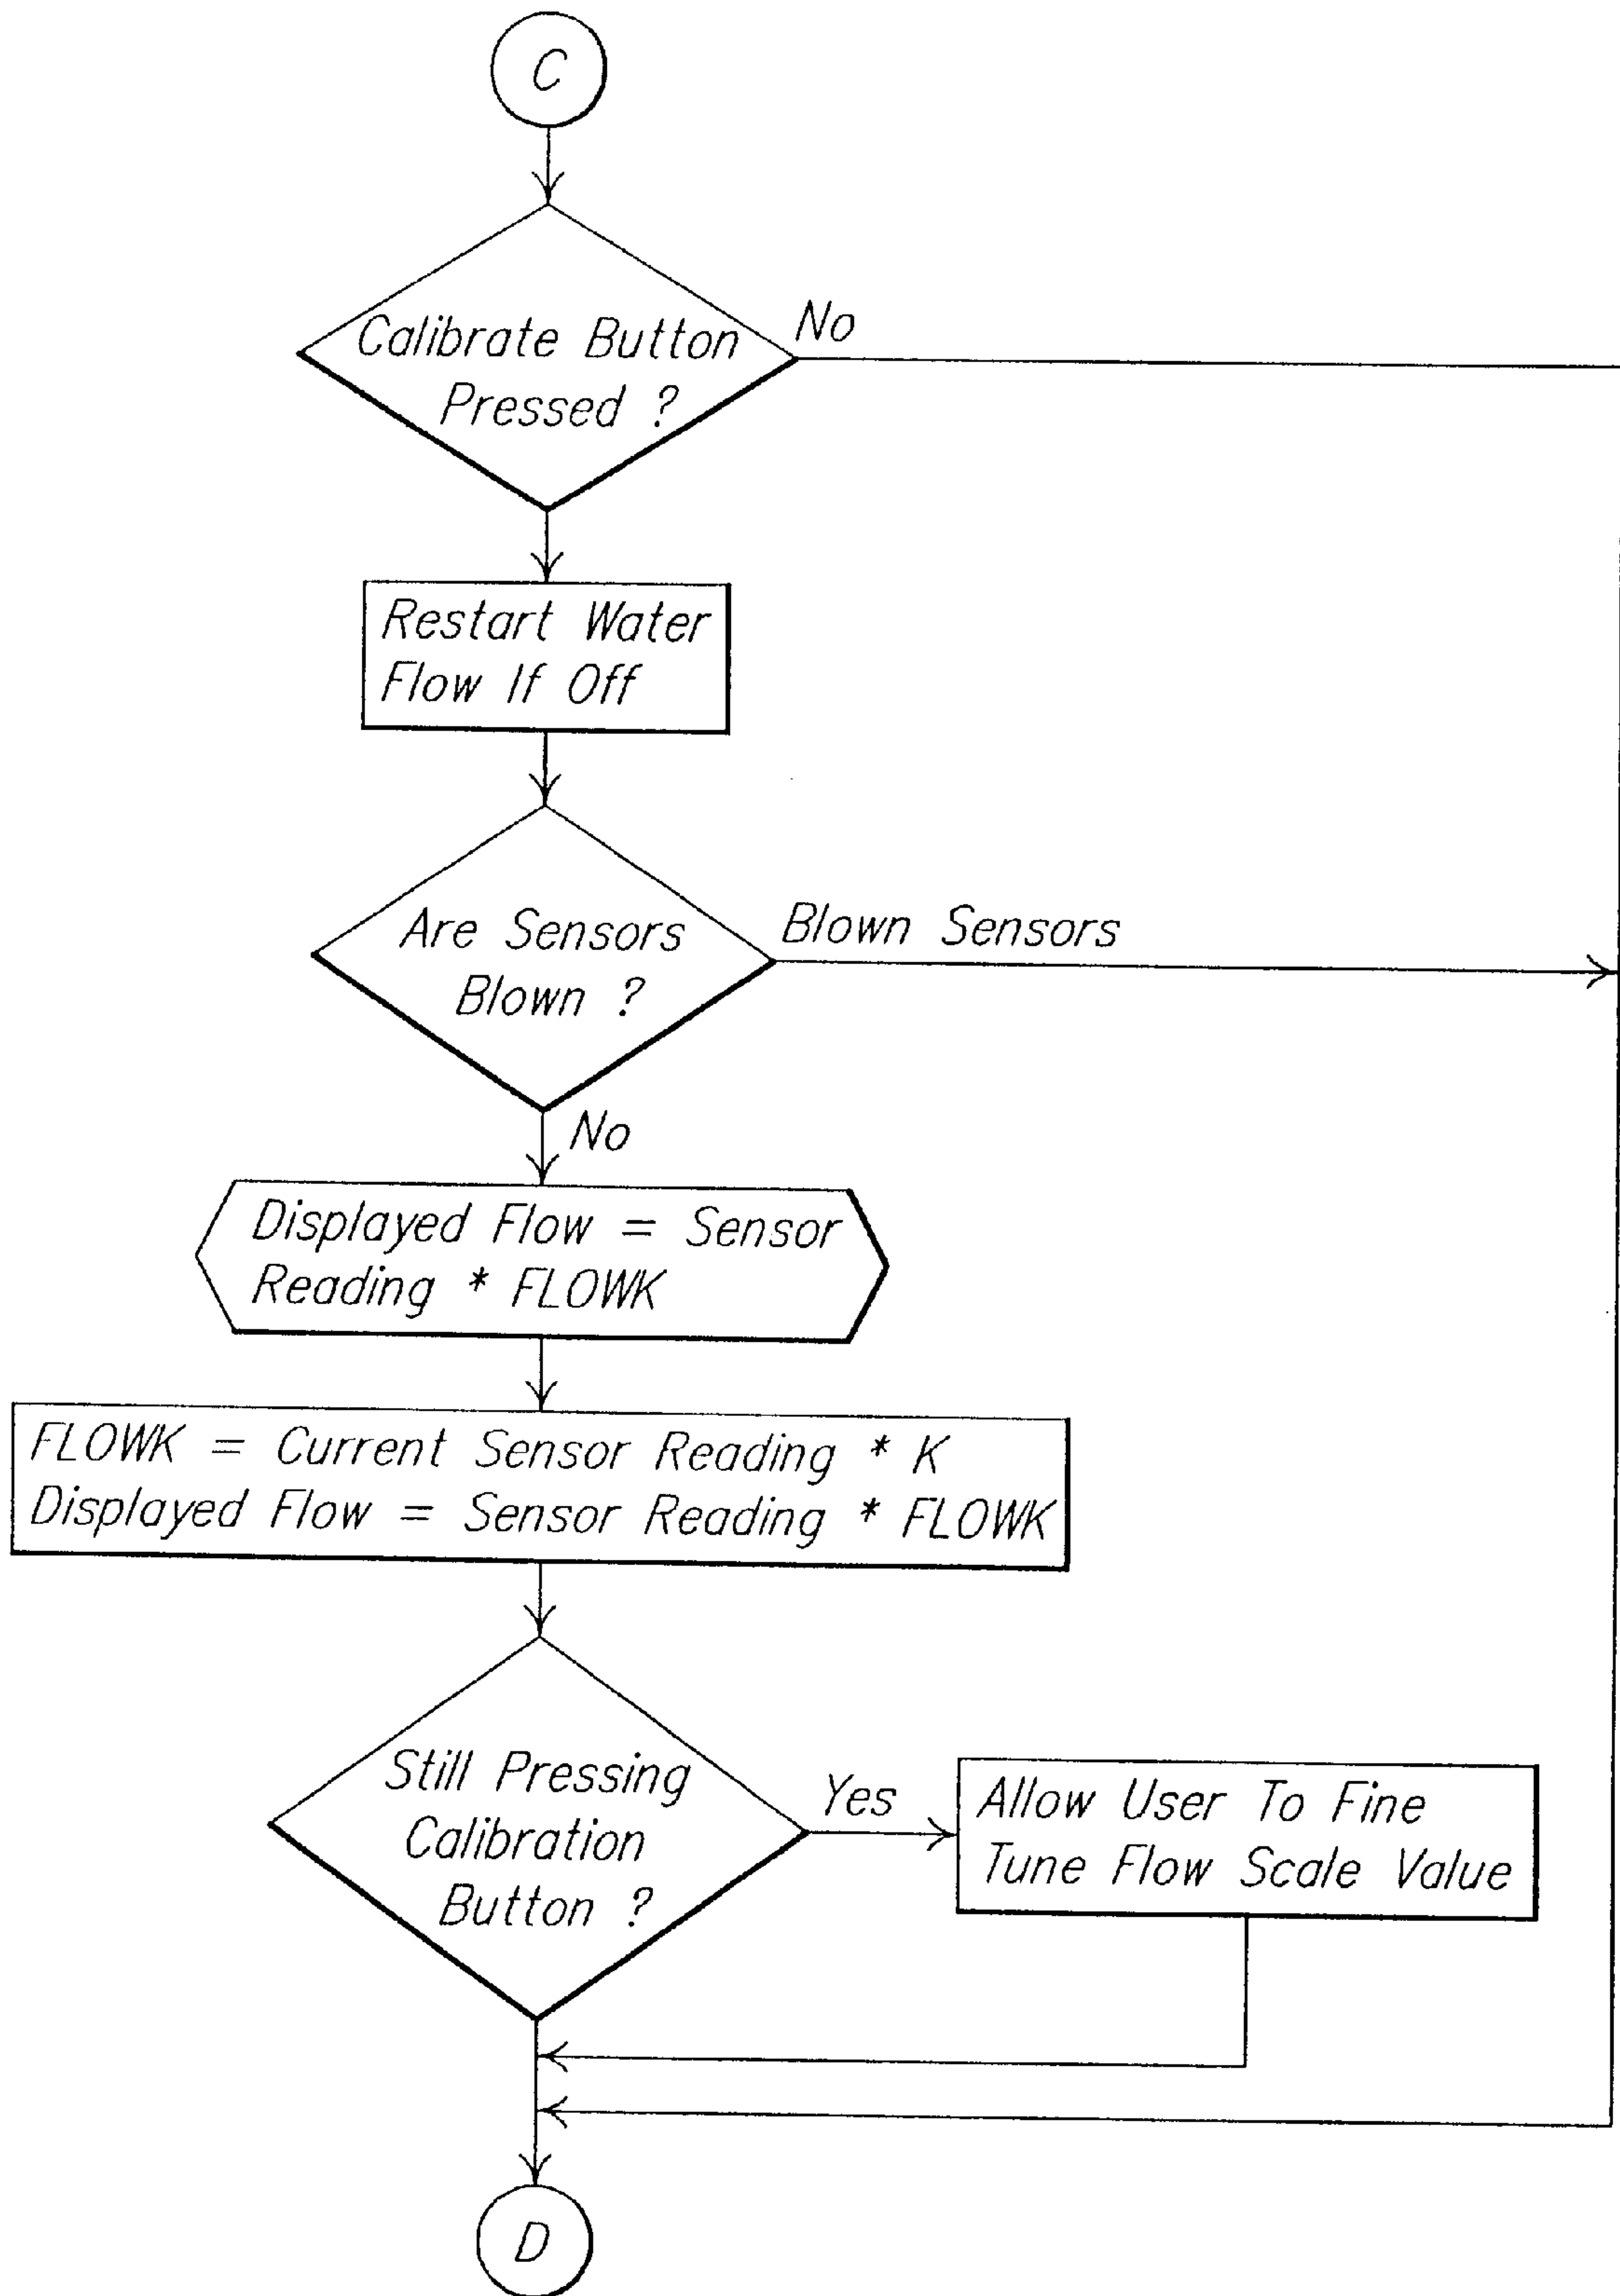 C
Calibrate Button
Pressed ?
No
Restart Water
Flow If Off
Are Sensors
Blown ?
Blown Sensors
No
Displayed Flow = Sensor
Reading * FLOWK
FLOWK = Current Sensor Reading * K
Displayed Flow = Sensor Reading * FLOWK
Still Pressing
Calibration
Button ?
Yes
Allow User To Fine
Tune Flow Scale Value
D